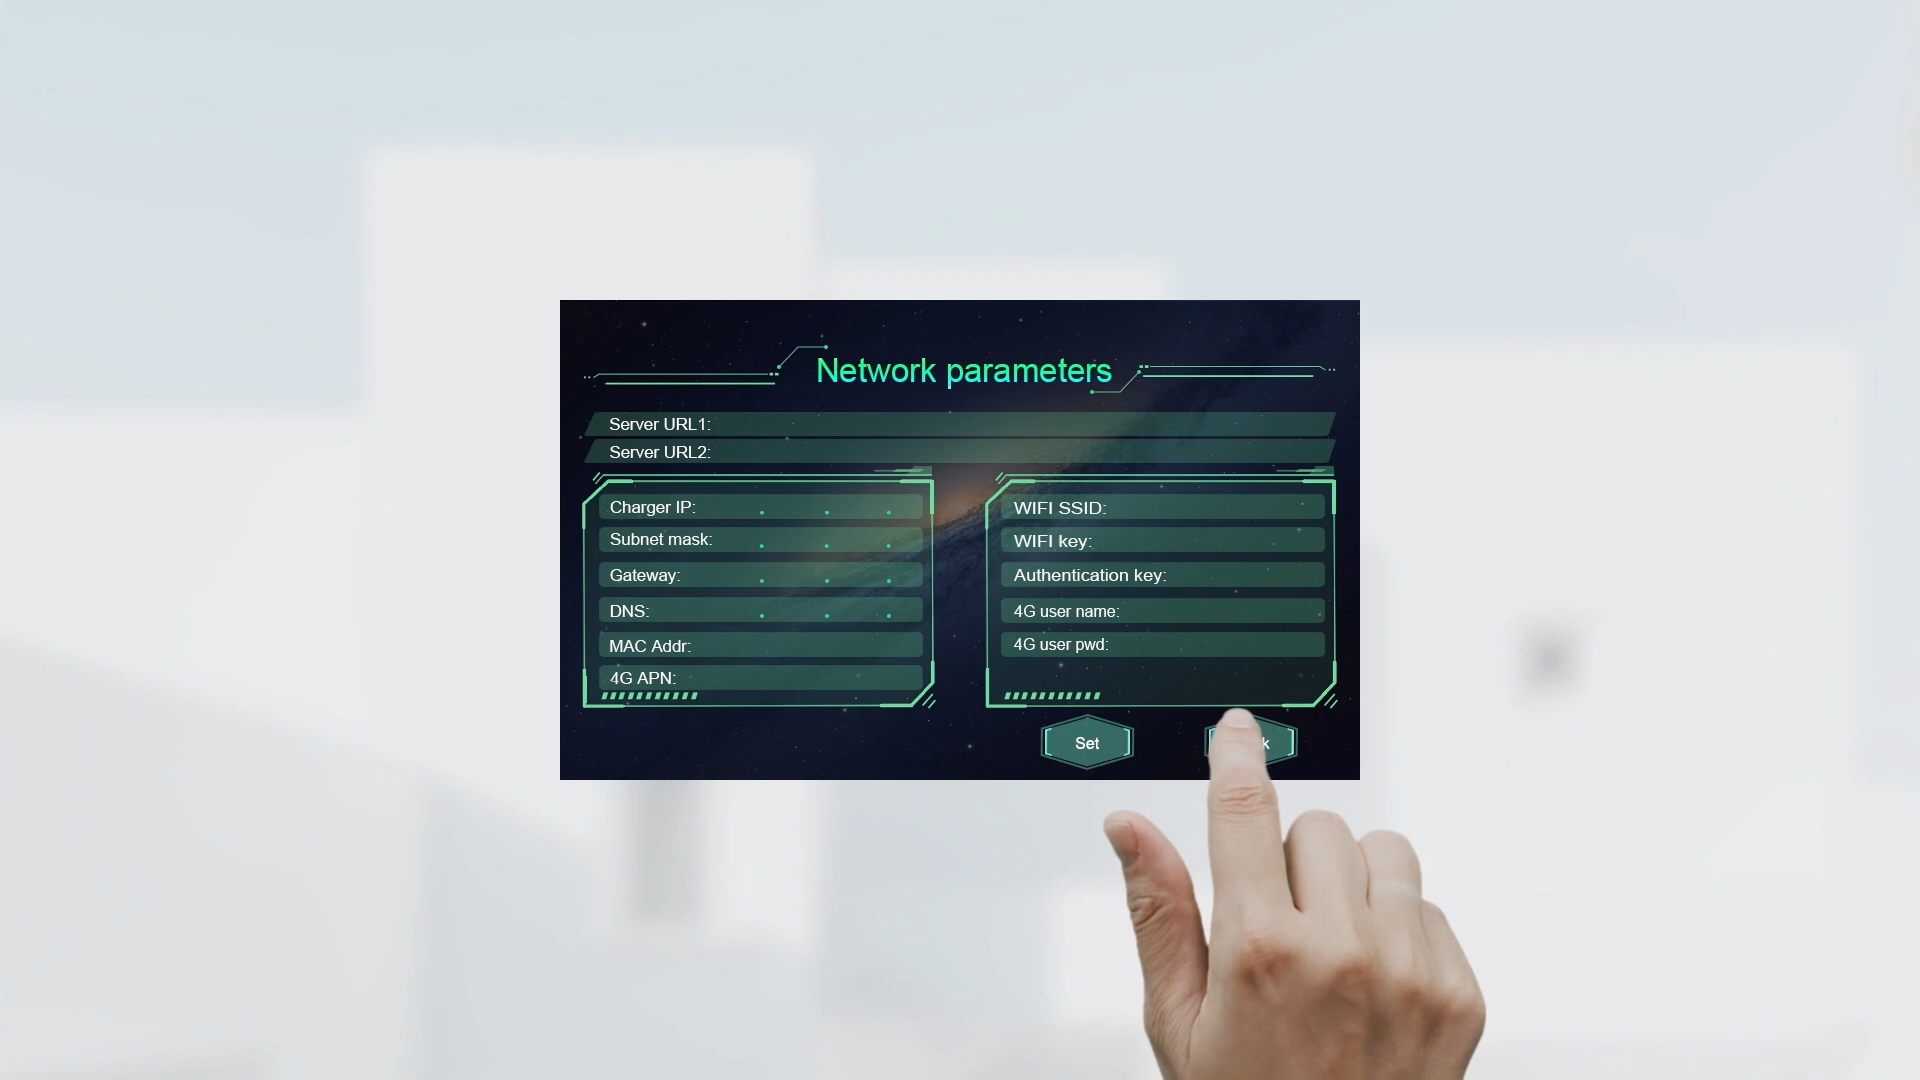 Network parameters
Server URL1:
Server URL2:
Charger IP: . . .
Subnet mask: . . .
Gateway: . . .
DNS: . . .
MAC Addr:
4G APN:
WIFI SSID:
WIFI key:
Authentication key:
4G user name:
4G user pwd:
Set